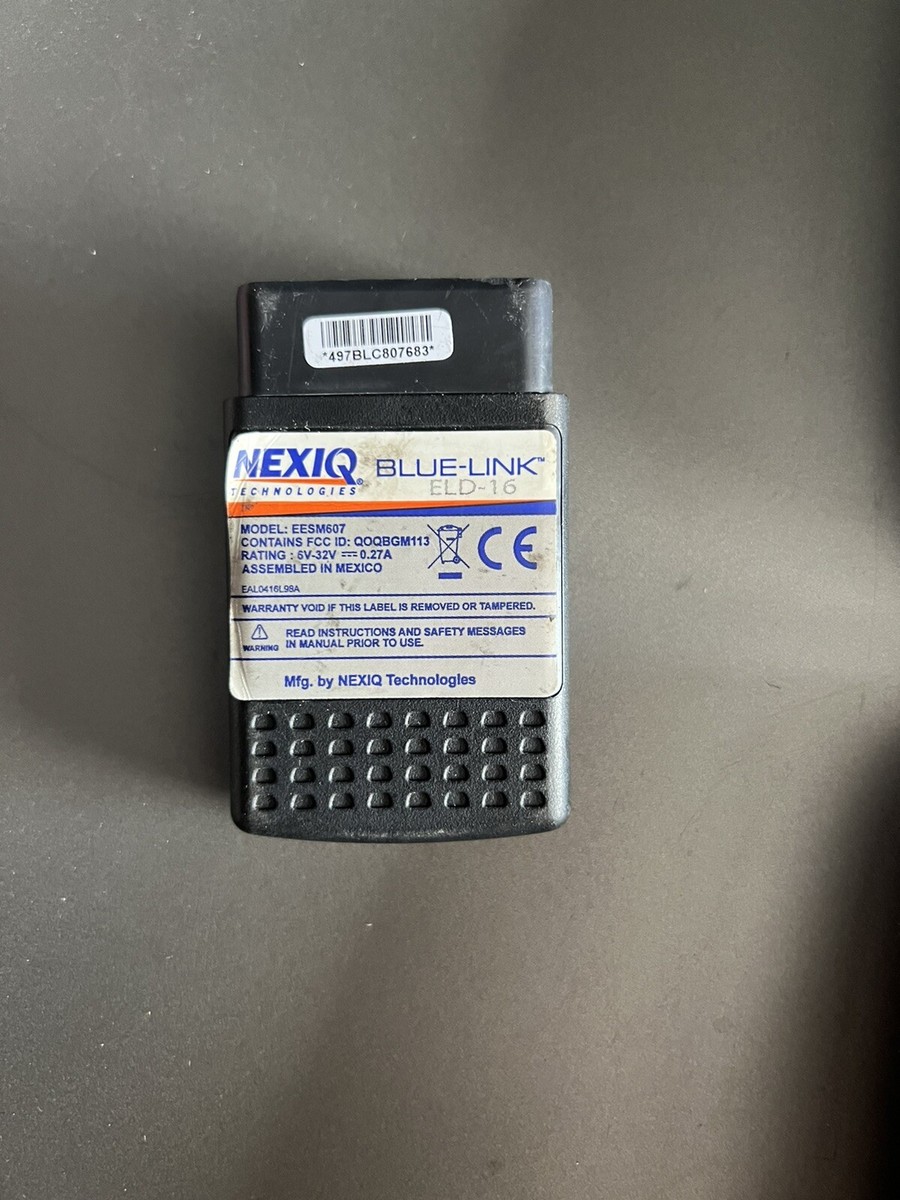 *497BLC807683*
NEXIQ® BLUE-LINK™
TECHNOLOGIES ELD-16
MODEL: EESM607
CONTAINS FCC ID: QOQBGM113
RATING : 6V-32V ⎓ 0.27A
ASSEMBLED IN MEXICO
CE
EAL0416L98A
WARRANTY VOID IF THIS LABEL IS REMOVED OR TAMPERED.
WARNING
READ INSTRUCTIONS AND SAFETY MESSAGES
IN MANUAL PRIOR TO USE.
Mfg. by NEXIQ Technologies